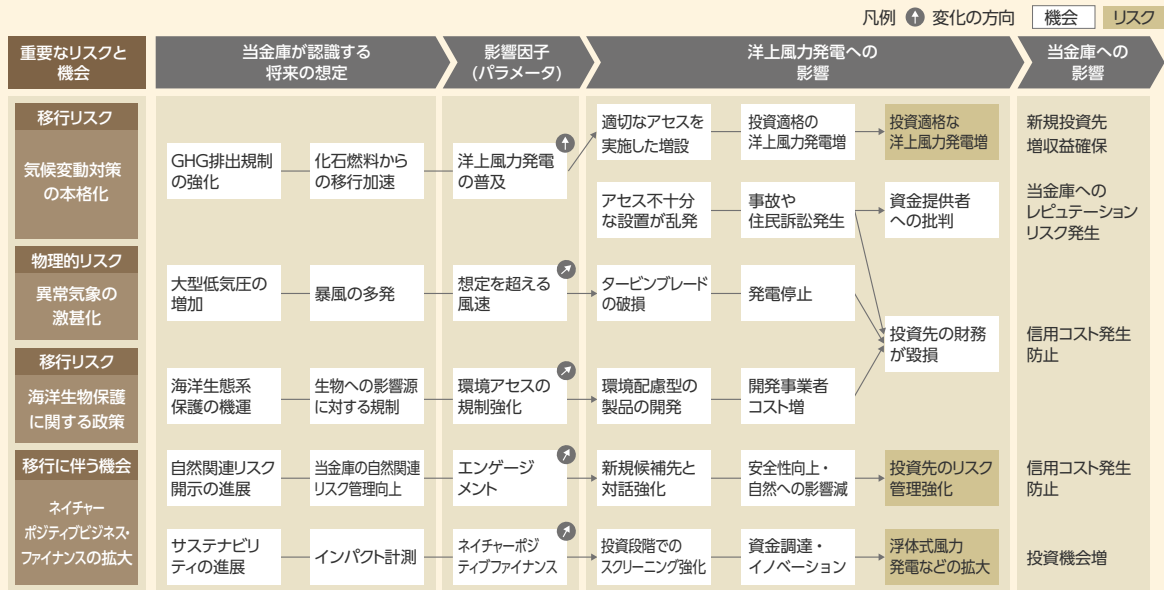 凡例 変化の方向 機会 リスク
重要なリスクと
機会
当金庫が認識する
将来の想定
影響因子
(パラメータ)
洋上風力発電への
影響
当金庫への
影響
移行リスク
気候変動対策
の本格化
GHG排出規制
の強化
化石燃料から
の移行加速
洋上風力発電
の普及
適切なアセスを
実施した増設
投資適格の
洋上風力発電増
投資適格な
洋上風力発電増
新規投資先
増収益確保
アセス不十分
な設置が乱発
事故や
住民訴訟発生
資金提供者
への批判
当金庫への
レピュテーション
リスク発生
物理的リスク
異常気象の
激甚化
大型低気圧の
増加
暴風の多発
想定を超える
風速
タービンブレード
の破損
発電停止
投資先の財務
が毀損
信用コスト発生
防止
移行リスク
海洋生物保護
に関する政策
海洋生態系
保護の機運
生物への影響源
に対する規制
環境アセスの
規制強化
環境配慮型の
製品の開発
開発事業者
コスト増
移行に伴う機会
ネイチャー
ポジティブビジネス・
ファイナンスの拡大
自然関連リスク
開示の進展
当金庫の自然関連
リスク管理向上
エンゲージ
メント
新規候補先と
対話強化
安全性向上・
自然への影響減
投資先のリスク
管理強化
信用コスト発生
防止
サステナビリ
ティの進展
インパクト計測
ネイチャーポジ
ティブファイナンス
投資段階での
スクリーニング強化
資金調達・
イノベーション
浮体式風力
発電などの拡大
投資機会増